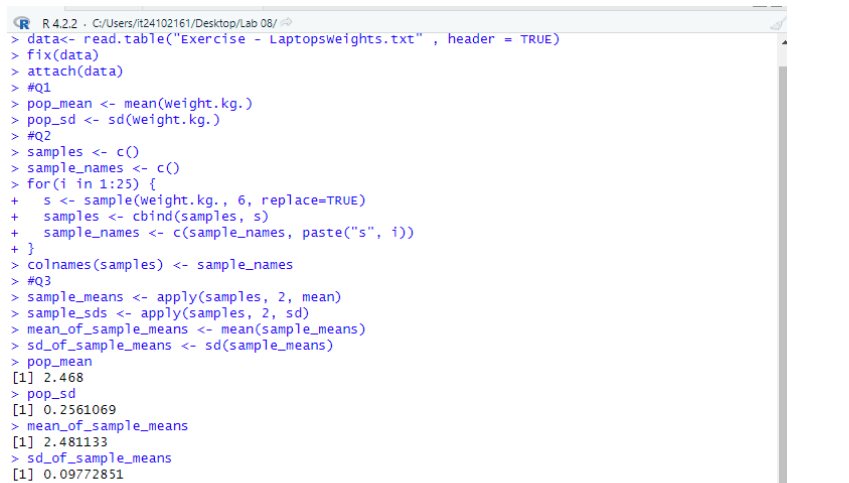 R 4.2.2 · C:/Users/it24102161/Desktop/Lab 08/
> data<- read.table("Exercise - LaptopsWeights.txt" , header = TRUE)
> fix(data)
> attach(data)
> #Q1
> pop_mean <- mean(Weight.kg.)
> pop_sd <- sd(Weight.kg.)
> #Q2
> samples <- c()
> sample_names <- c()
> for(i in 1:25) {
+   s <- sample(Weight.kg., 6, replace=TRUE)
+   samples <- cbind(samples, s)
+   sample_names <- c(sample_names, paste("s", i))
+ }
> colnames(samples) <- sample_names
> #Q3
> sample_means <- apply(samples, 2, mean)
> sample_sds <- apply(samples, 2, sd)
> mean_of_sample_means <- mean(sample_means)
> sd_of_sample_means <- sd(sample_means)
> pop_mean
[1] 2.468
> pop_sd
[1] 0.2561069
> mean_of_sample_means
[1] 2.481133
> sd_of_sample_means
[1] 0.09772851